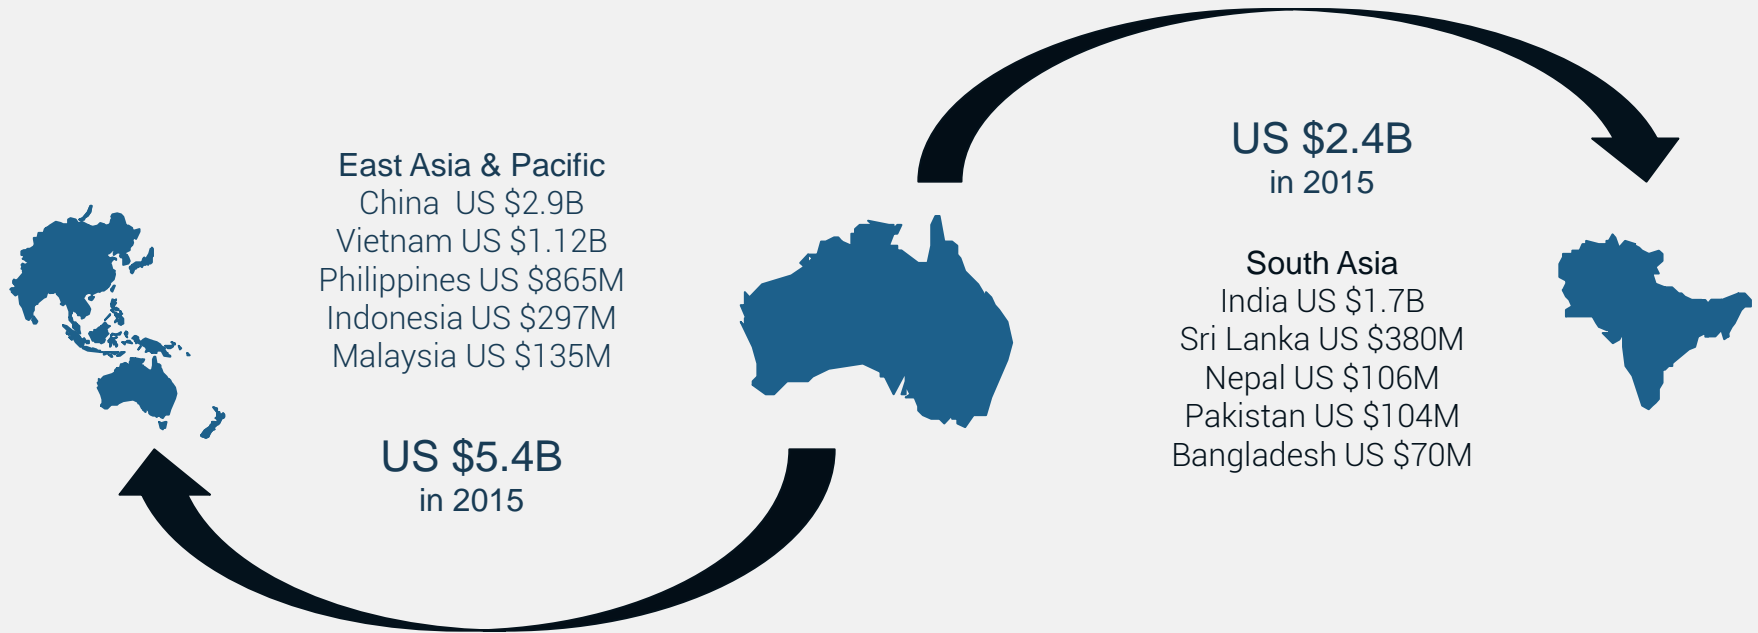 East Asia & Pacific
China  US $2.9B
Vietnam US $1.12B
Philippines US $865M
Indonesia US $297M
Malaysia US $135M
US $5.4B
in 2015
US $2.4B
in 2015
South Asia
India US $1.7B
Sri Lanka US $380M
Nepal US $106M
Pakistan US $104M
Bangladesh US $70M